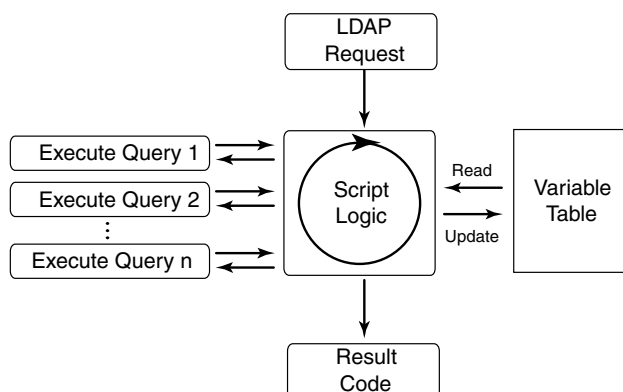 LDAP
Request
Execute Query 1
Execute Query 2
Execute Query n
Script
Logic
Read
Update
Variable
Table
Result
Code